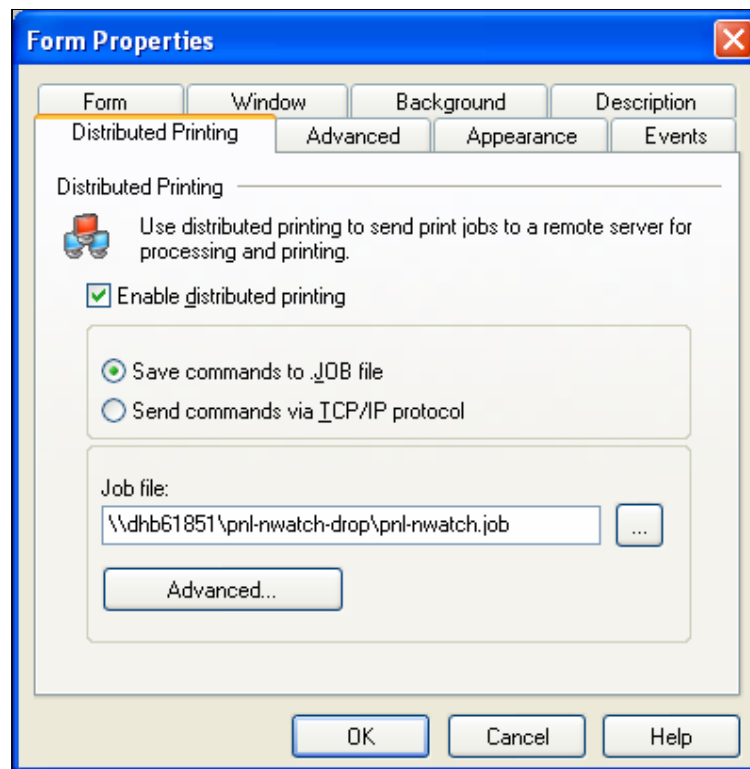 Form Properties
Form
Window
Background
Description
Distributed Printing
Advanced
Appearance
Events
Distributed Printing
Use distributed printing to send print jobs to a remote server for
processing and printing.
Enable distributed printing
Save commands to .JOB file
Send commands via TCP/IP protocol
Job file:
\\dhb61851\pnl-nwatch-drop\pnl-nwatch.job
...
Advanced...
OK
Cancel
Help